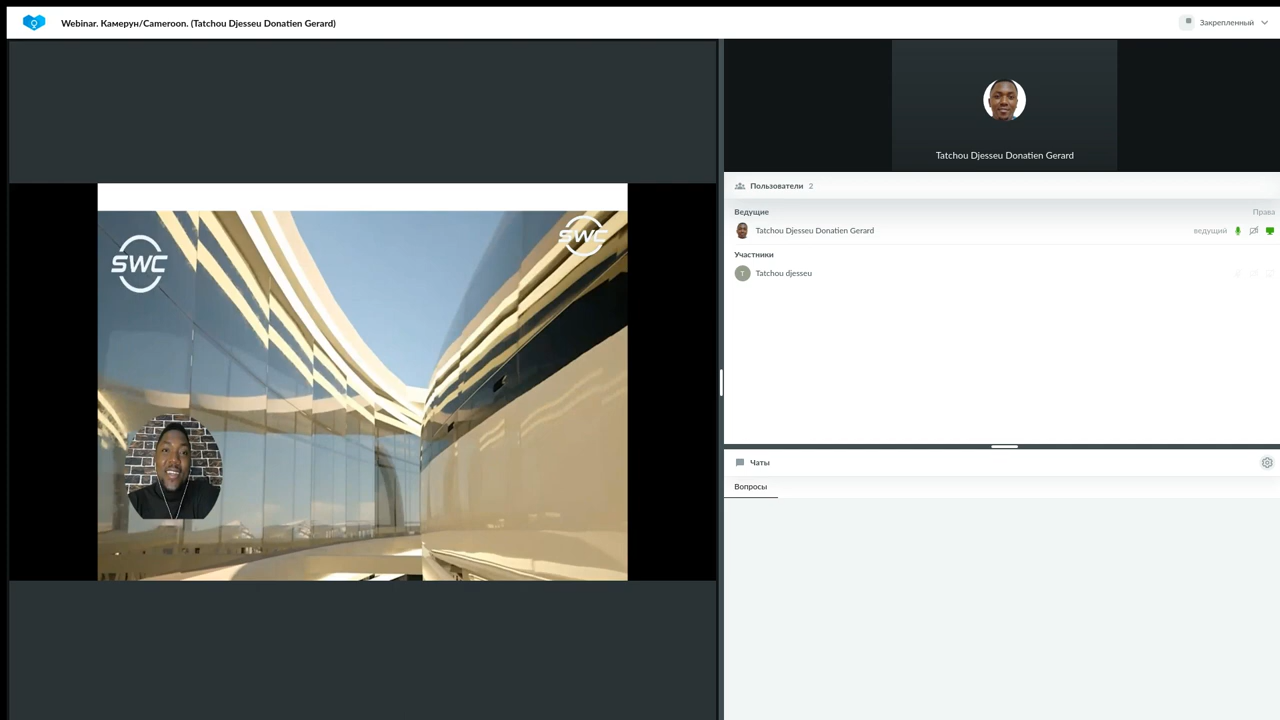 Webinar. Камерун/Cameroon. (Tatchou Djesseu Donatien Gerard)
Закрепленный
SWC
SWC
Tatchou Djesseu Donatien Gerard
Пользователи 2
Ведущие Права
Tatchou Djesseu Donatien Gerard ведущий
Участники
T Tatchou djesseu
Чаты
Вопросы